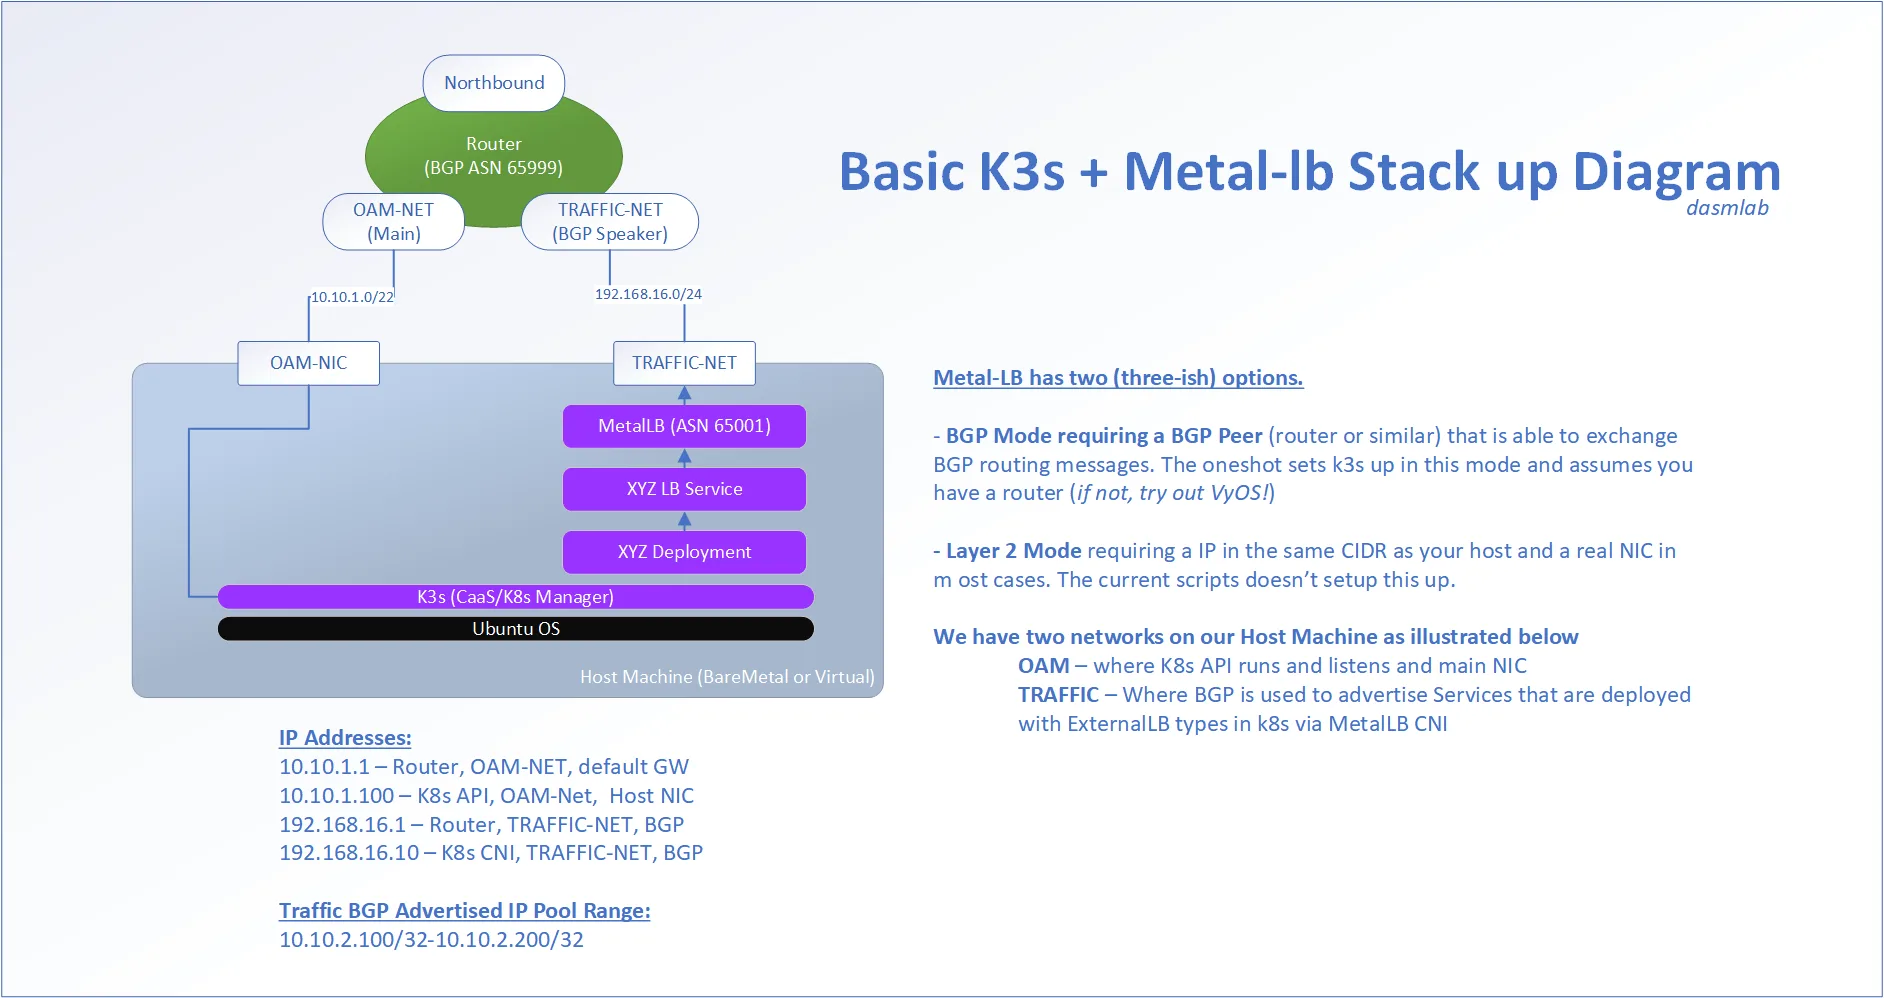 Northbound
Router
(BGP ASN 65999)
OAM-NET
(Main)
TRAFFIC-NET
(BGP Speaker)
Basic K3s + Metal-lb Stack up Diagram
dasmlab
10.10.1.0/22
192.168.16.0/24
OAM-NIC
TRAFFIC-NET
MetalLB (ASN 65001)
XYZ LB Service
XYZ Deployment
K3s (CaaS/K8s Manager)
Ubuntu OS
Host Machine (BareMetal or Virtual)
Metal-LB has two (three-ish) options.
- BGP Mode requiring a BGP Peer (router or similar) that is able to exchange
BGP routing messages. The oneshot sets k3s up in this mode and assumes you
have a router (if not, try out VyOS!)
- Layer 2 Mode requiring a IP in the same CIDR as your host and a real NIC in
m ost cases. The current scripts doesn’t setup this up.
We have two networks on our Host Machine as illustrated below
OAM – where K8s API runs and listens and main NIC
TRAFFIC – Where BGP is used to advertise Services that are deployed
with ExternalLB types in k8s via MetalLB CNI
IP Addresses:
10.10.1.1 – Router, OAM-NET, default GW
10.10.1.100 – K8s API, OAM-Net, Host NIC
192.168.16.1 – Router, TRAFFIC-NET, BGP
192.168.16.10 – K8s CNI, TRAFFIC-NET, BGP
Traffic BGP Advertised IP Pool Range:
10.10.2.100/32-10.10.2.200/32